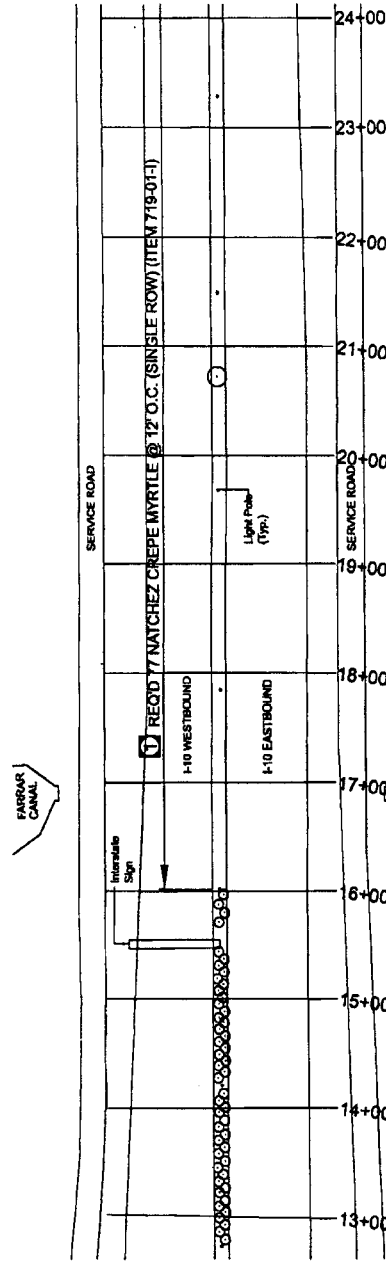 24+00
23+00
22+00
21+00
20+00
19+00
18+00
17+00
16+00
15+00
14+00
13+00
SERVICE ROAD
1 REQ'D 77 NATCHEZ CREPE MYRTLE @ 12' O.C. (SINGLE ROW) (ITEM 719-01-I)
I-10 WESTBOUND
I-10 EASTBOUND
Light Pole
(Typ.)
SERVICE ROAD
FARRAR
CANAL
Interstate
Sign